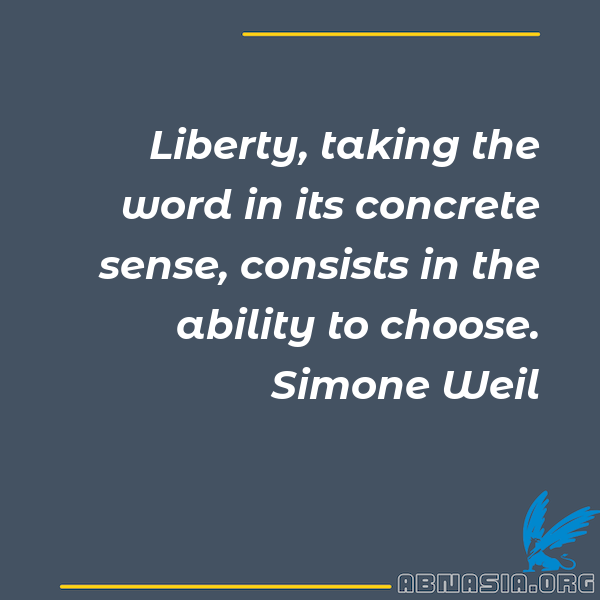 Liberty, taking the
word in its concrete
sense, consists in the
ability to choose.
Simone Weil
ABNASIA.ORG